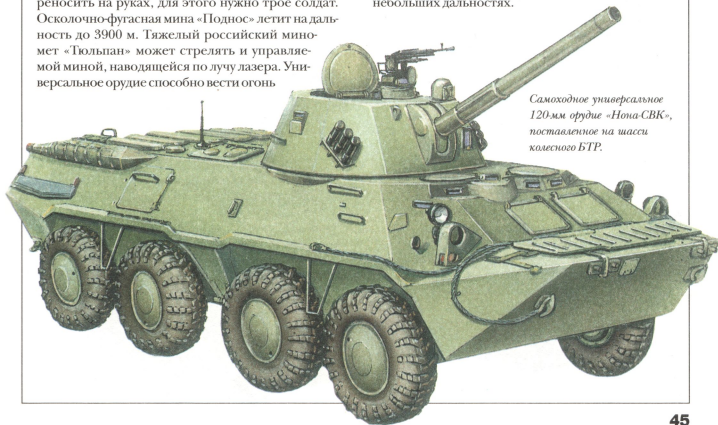 реносить на руках, для этого нужно трое солдат.
Осколочно-фугасная мина «Поднос» летит на даль-
ность до 3900 м. Тяжелый российский мино-
мет «Тюльпан» может стрелять и управляе-
мой миной, наводящейся по лучу лазера. Уни-
версальное орудие способно вести огонь
небольших дальностях.
Самоходное универсальное
120-мм орудие «Нона-СВК»,
поставленное на шасси
колесного БТР.
45